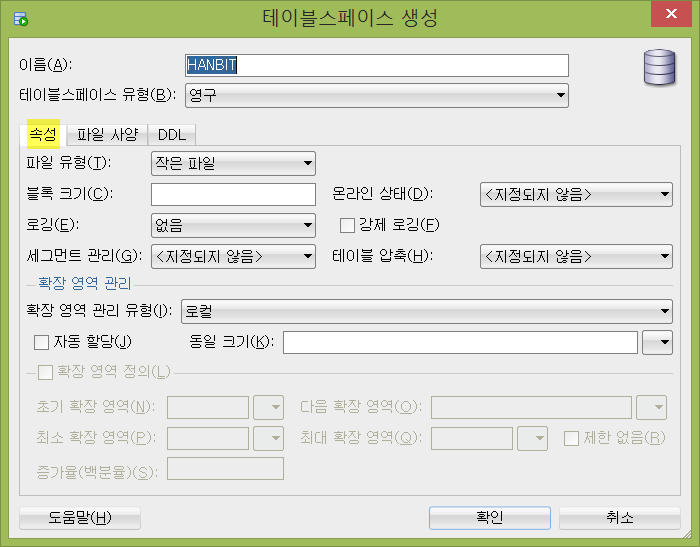 테이블스페이스 생성
이름(A): HANBIT
테이블스페이스 유형(B): 영구
속성 파일 사양 DDL
파일 유형(T): 작은 파일
블록 크기(C): 온라인 상태(D): <지정되지 않음>
로깅(E): 없음 강제 로깅(F)
세그먼트 관리(G): <지정되지 않음> 테이블 압축(H): <지정되지 않음>
확장 영역 관리
확장 영역 관리 유형(I): 로컬
자동 할당(J) 동일 크기(K):
확장 영역 정의(L)
초기 확장 영역(N): 다음 확장 영역(O):
최소 확장 영역(P): 최대 확장 영역(Q): 제한 없음(R)
증가율(백분율)(S):
도움말(H) 확인 취소